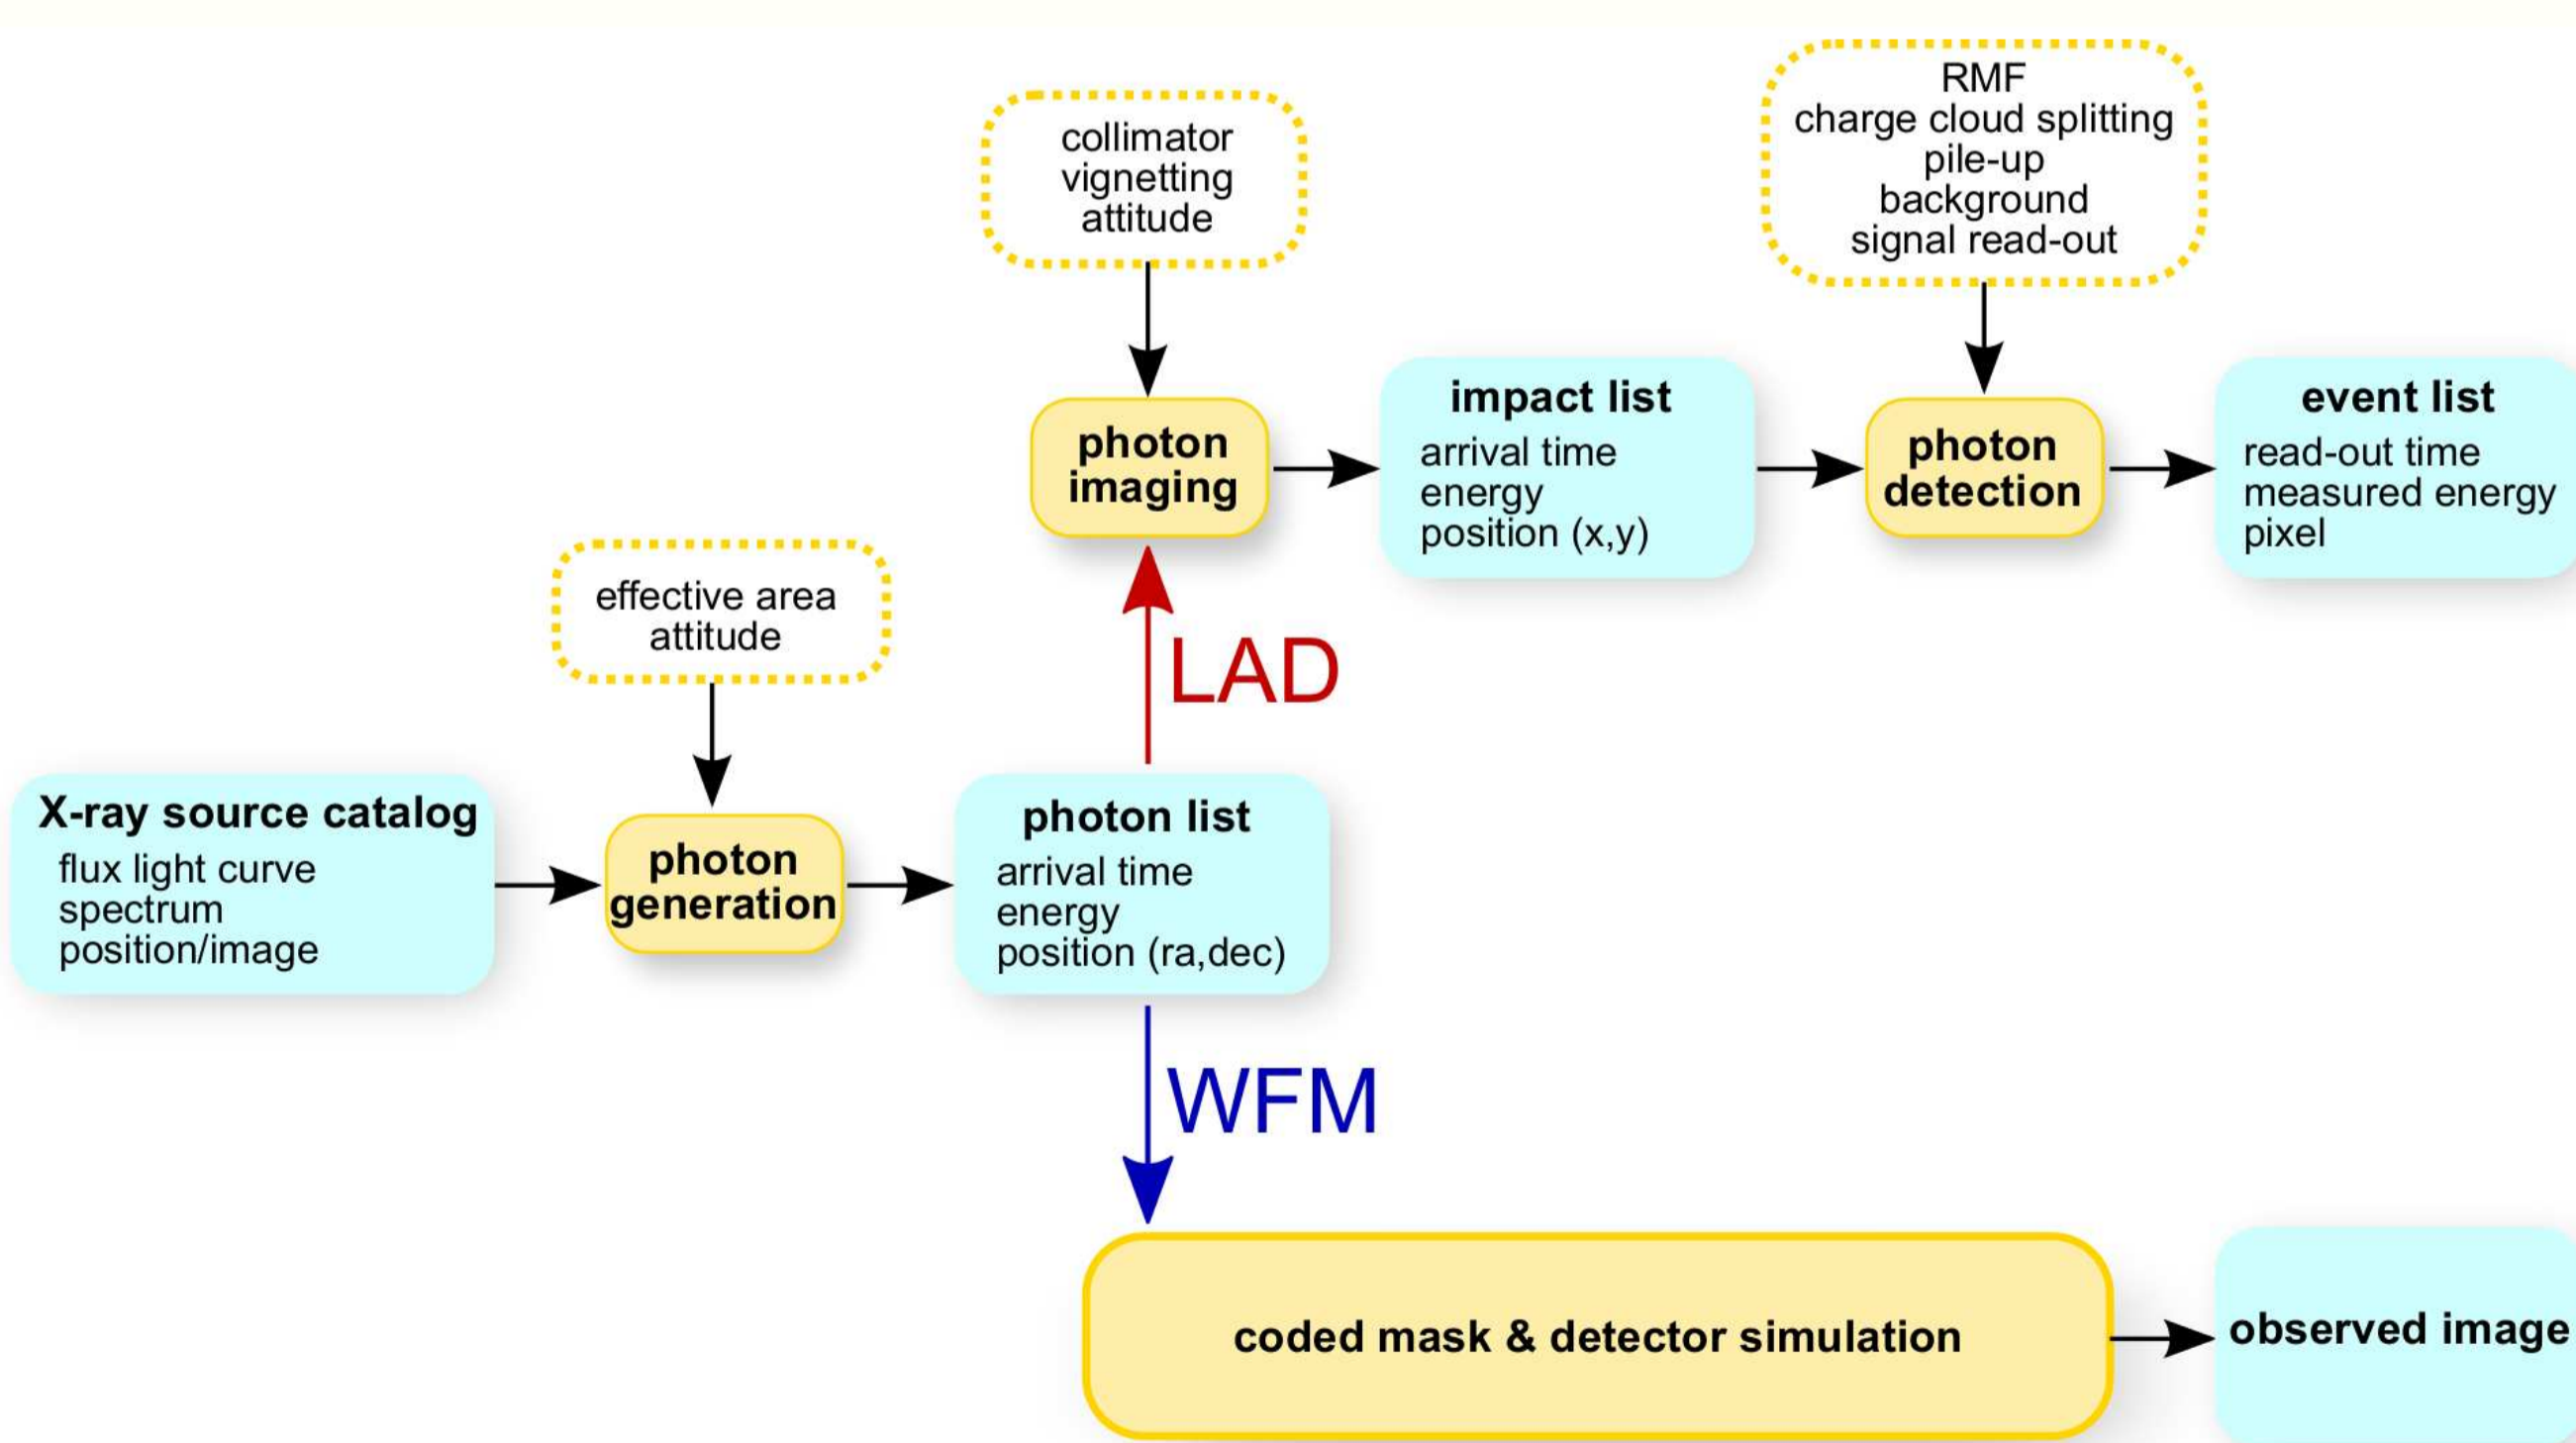 RMF
charge cloud splitting
pile-up
background
signal read-out
collimator
vignetting
attitude
photon
imaging
impact list
arrival time
energy
position (x,y)
photon
detection
event list
read-out time
measured energy
pixel
effective area
attitude
LAD
X-ray source catalog
flux light curve
spectrum
position/image
photon
generation
photon list
arrival time
energy
position (ra,dec)
WFM
coded mask & detector simulation
observed image